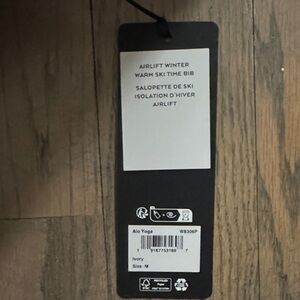 AIRLIFT WINTER
WARM SKI TIME BIB
SALOPETTE DE SKI
ISOLATION D'HIVER
AIRLIFT
Alo Yoga W8306P
Ivory
Size: M